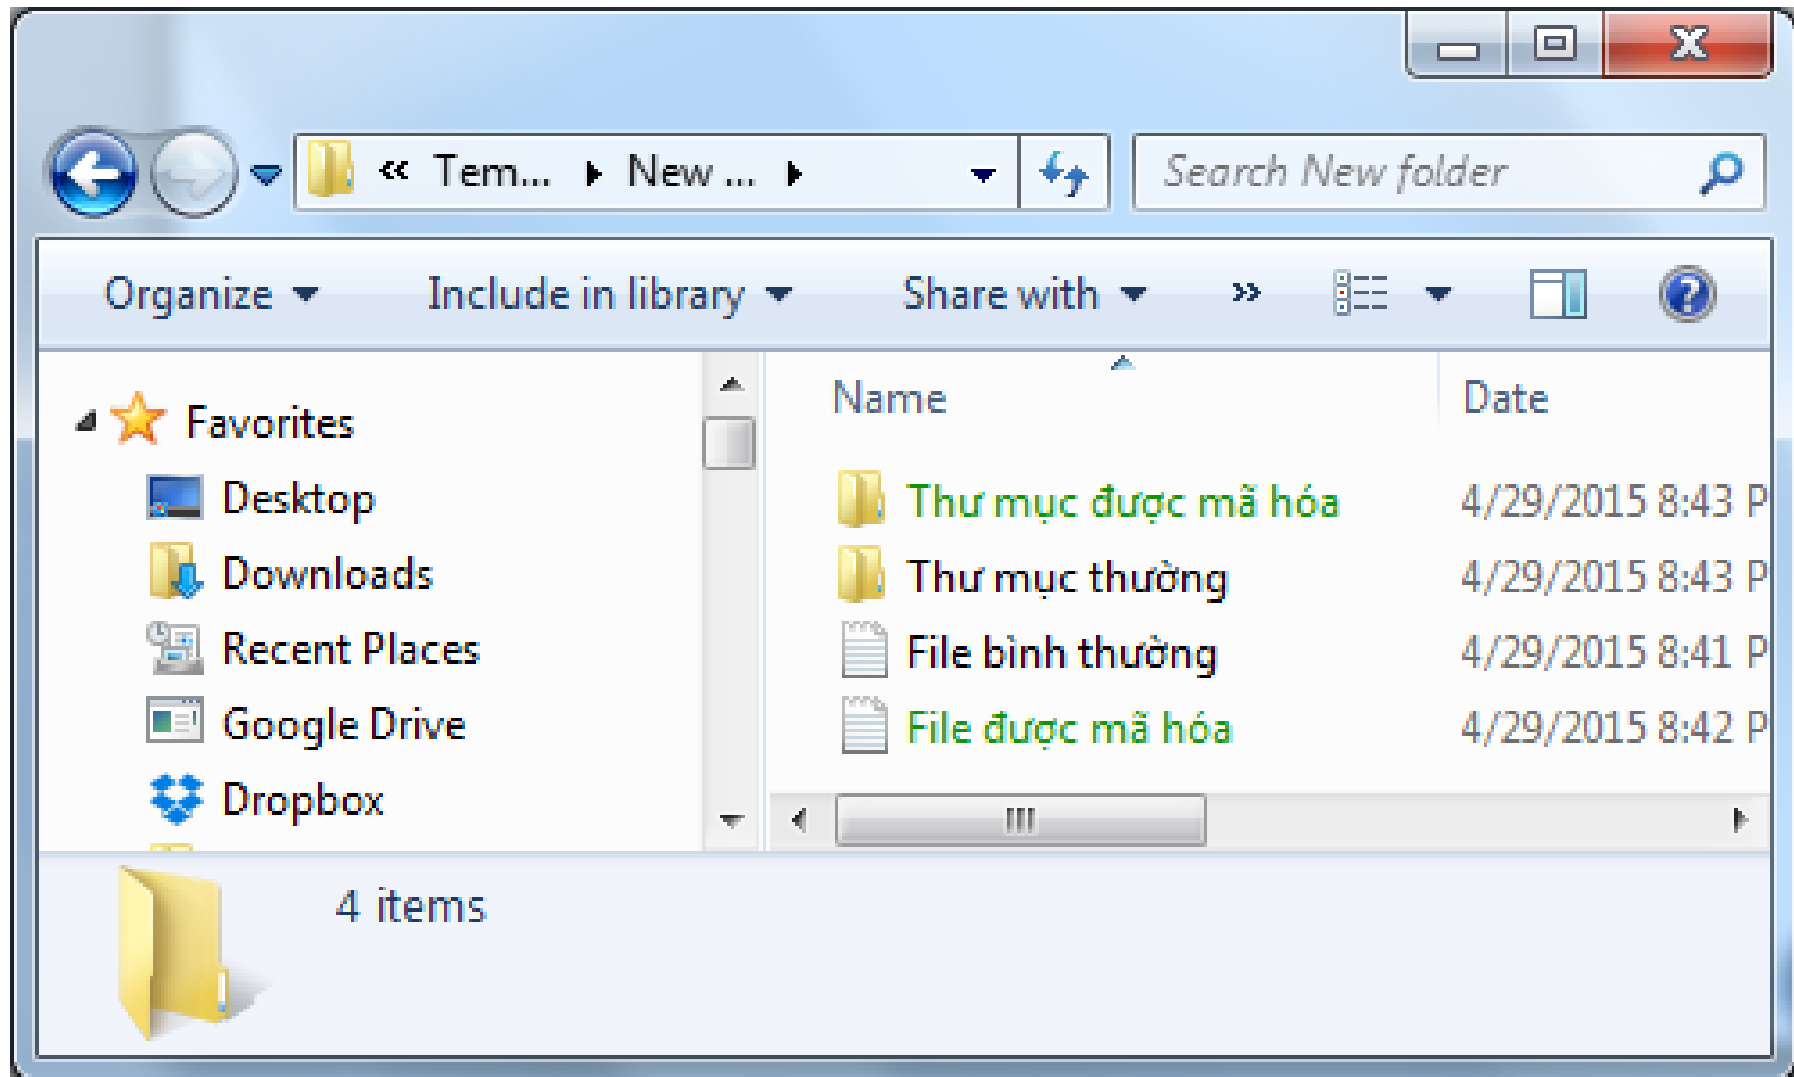 « Tem... New ...
Search New folder
Organize Include in library Share with »
Favorites
Desktop
Downloads
Recent Places
Google Drive
Dropbox
Name Date
Thư mục được mã hóa 4/29/2015 8:43 P
Thư mục thường 4/29/2015 8:43 P
File bình thường 4/29/2015 8:41 P
File được mã hóa 4/29/2015 8:42 P
4 items